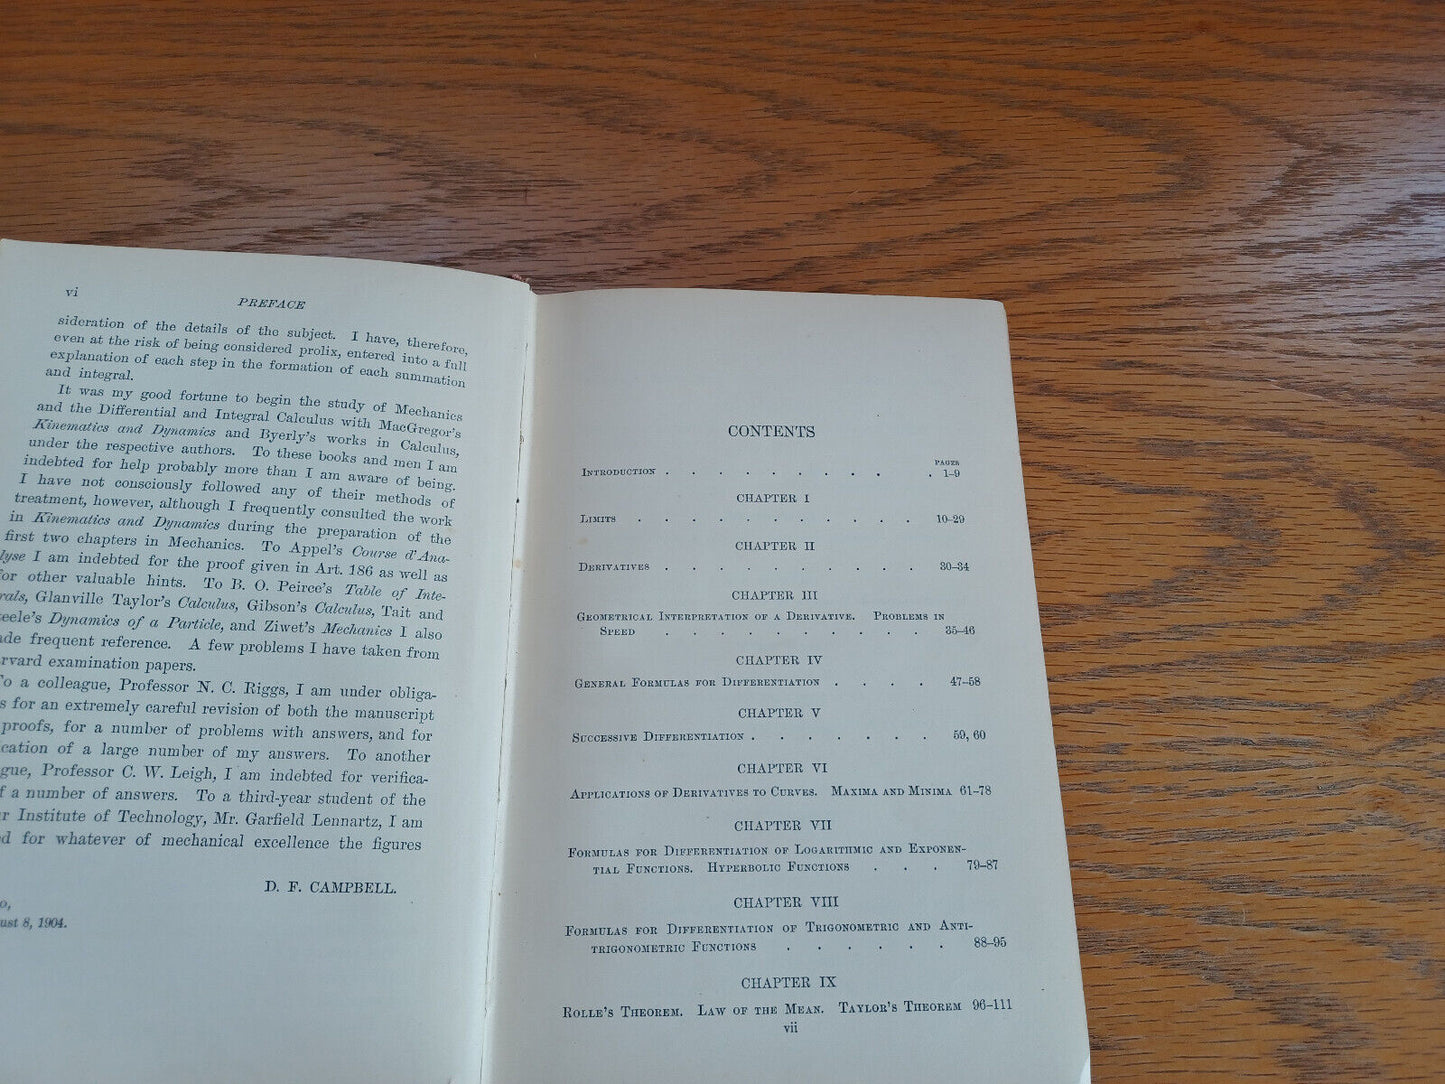 vi
PREFACE
sideration of the details of the subject. I have, therefore,
even at the risk of being considered prolix, entered into a full
explanation of each step in the formation of each summation
and integral.
It was my good fortune to begin the study of Mechanics
and the Differential and Integral Calculus with MacGregor's
Kinematics and Dynamics and Byerly's works in Calculus,
under the respective authors. To these books and men I am
indebted for help probably more than I am aware of being.
I have not consciously followed any of their methods of
treatment, however, although I frequently consulted the work
in Kinematics and Dynamics during the preparation of the
first two chapters in Mechanics. To Appel's Course d'Ana-
lyse I am indebted for the proof given in Art. 186 as well as
for other valuable hints. To B. O. Peirce's Table of Inte-
rals, Glanville Taylor's Calculus, Gibson's Calculus, Tait and
eele's Dynamics of a Particle, and Ziwet's Mechanics I also
ade frequent reference. A few problems I have taken from
rvard examination papers.
To a colleague, Professor N. C. Riggs, I am under obliga-
s for an extremely careful revision of both the manuscript
proofs, for a number of problems with answers, and for
cation of a large number of my answers. To another
gue, Professor C. W. Leigh, I am indebted for verifica-
f a number of answers. To a third-year student of the
ur Institute of Technology, Mr. Garfield Lennartz, I am
ed for whatever of mechanical excellence the figures
D. F. CAMPBELL.
o,
ust 8, 1904.
CONTENTS
PAGES
INTRODUCTION . . . . . . . . . . 1–9
CHAPTER I
LIMITS . . . . . . . . . . . 10–29
CHAPTER II
DERIVATIVES . . . . . . . . . . 30–34
CHAPTER III
GEOMETRICAL INTERPRETATION OF A DERIVATIVE. PROBLEMS IN
SPEED . . . . . . . . . . 35–46
CHAPTER IV
GENERAL FORMULAS FOR DIFFERENTIATION . . . . 47–58
CHAPTER V
SUCCESSIVE DIFFERENTIATION . . . . . . . 59, 60
CHAPTER VI
APPLICATIONS OF DERIVATIVES TO CURVES. MAXIMA AND MINIMA 61–78
CHAPTER VII
FORMULAS FOR DIFFERENTIATION OF LOGARITHMIC AND EXPONEN-
TIAL FUNCTIONS. HYPERBOLIC FUNCTIONS . . . 79–87
CHAPTER VIII
FORMULAS FOR DIFFERENTIATION OF TRIGONOMETRIC AND ANTI-
TRIGONOMETRIC FUNCTIONS . . . . . . 88–95
CHAPTER IX
ROLLE'S THEOREM. LAW OF THE MEAN. TAYLOR'S THEOREM 96–111
vii